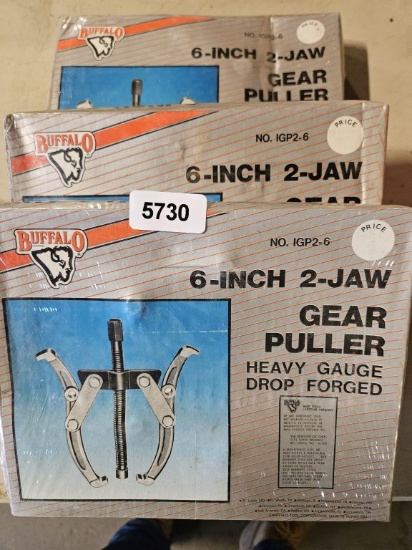 BUFFALO
NO. IGP2-6
PRICE
6-INCH 2-JAW
GEAR
PULLER
BUFFALO
NO. IGP2-6
PRICE
6-INCH 2-JAW
GEAR
5730
BUFFALO
NO. IGP2-6
PRICE
6-INCH 2-JAW
GEAR
PULLER
HEAVY GAUGE
DROP FORGED